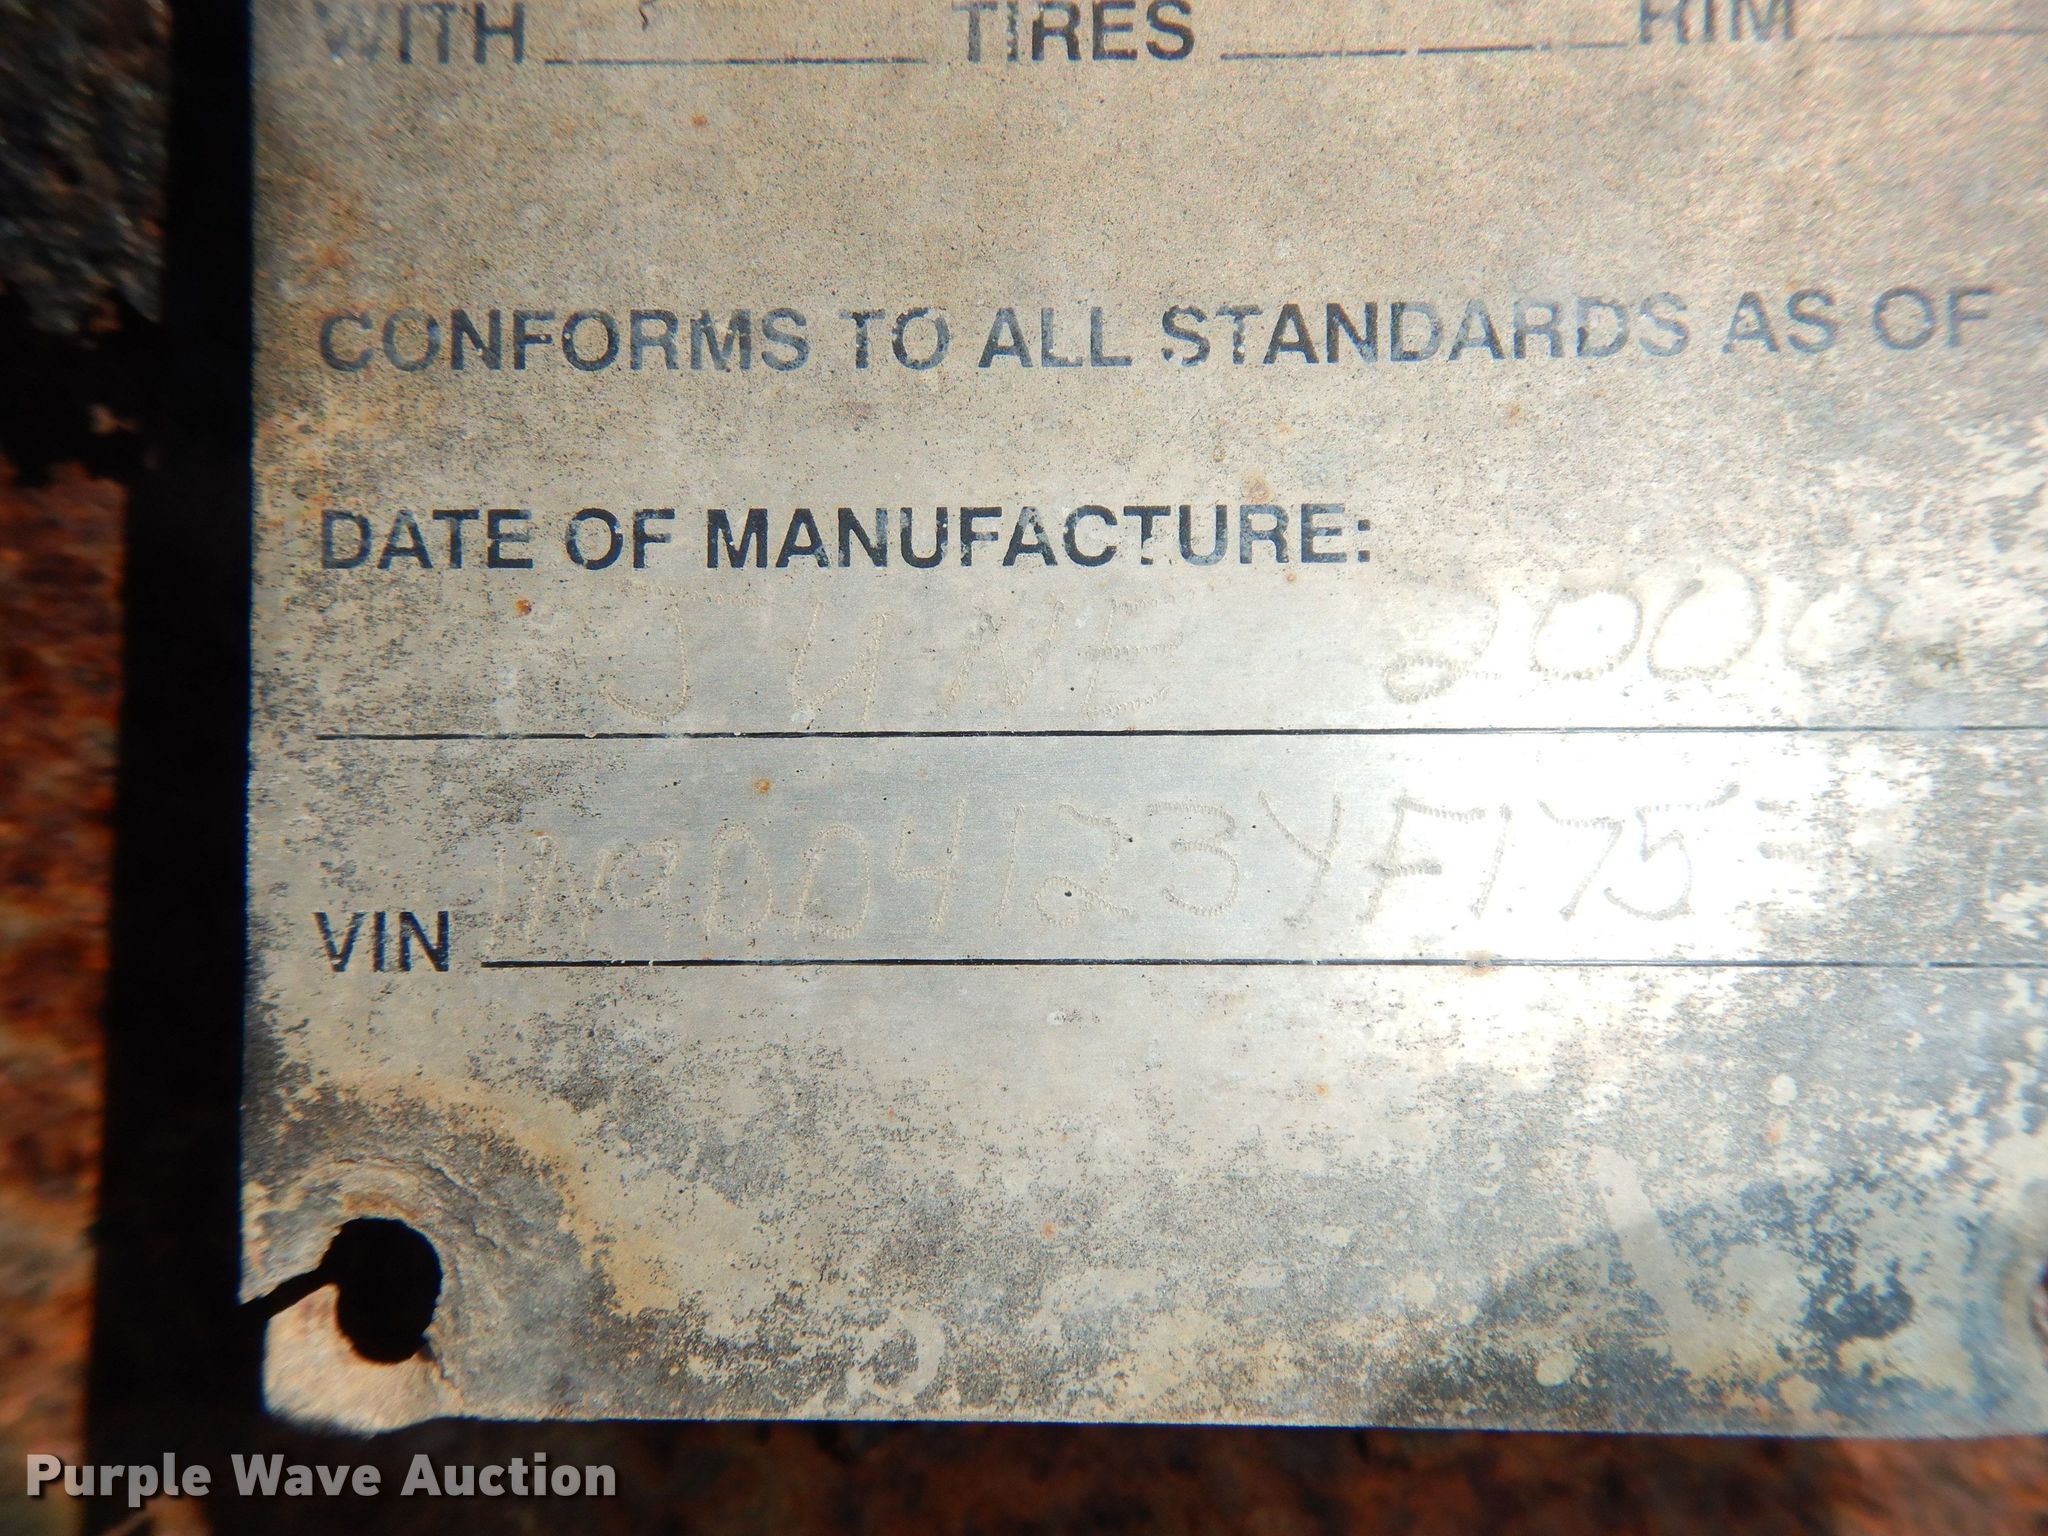 WITH TIRES RIM
CONFORMS TO ALL STANDARDS AS OF
DATE OF MANUFACTURE:
JUNE 2000
VIN
Purple Wave Auction